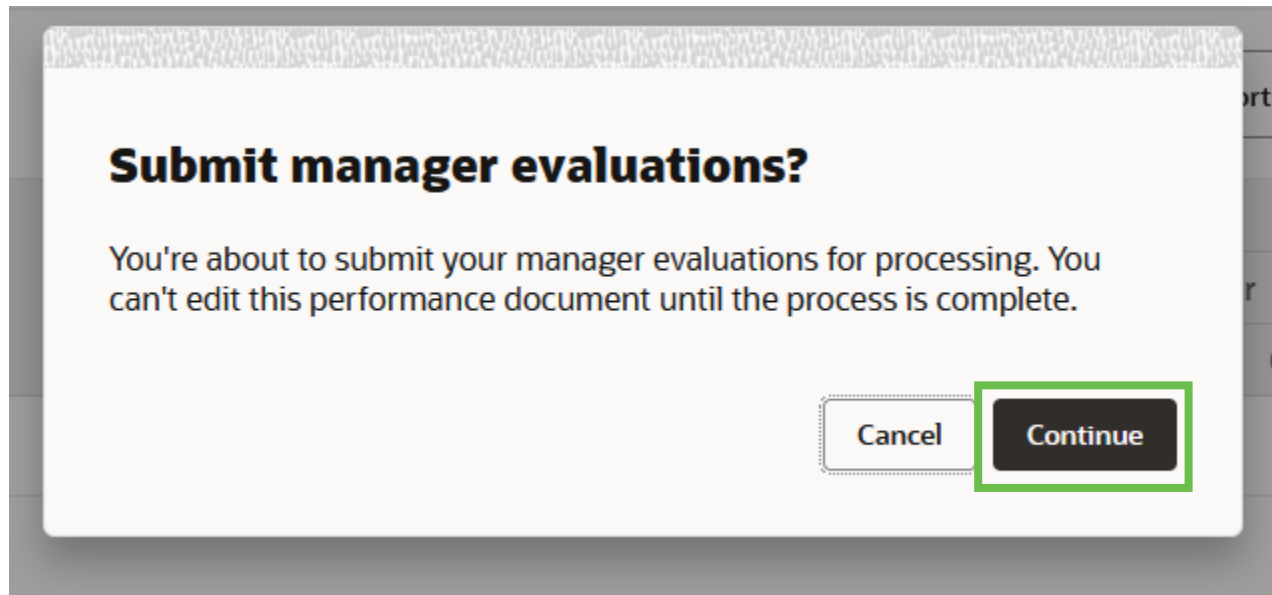 Submit manager evaluations?
You're about to submit your manager evaluations for processing. You
can't edit this performance document until the process is complete.
Cancel
Continue